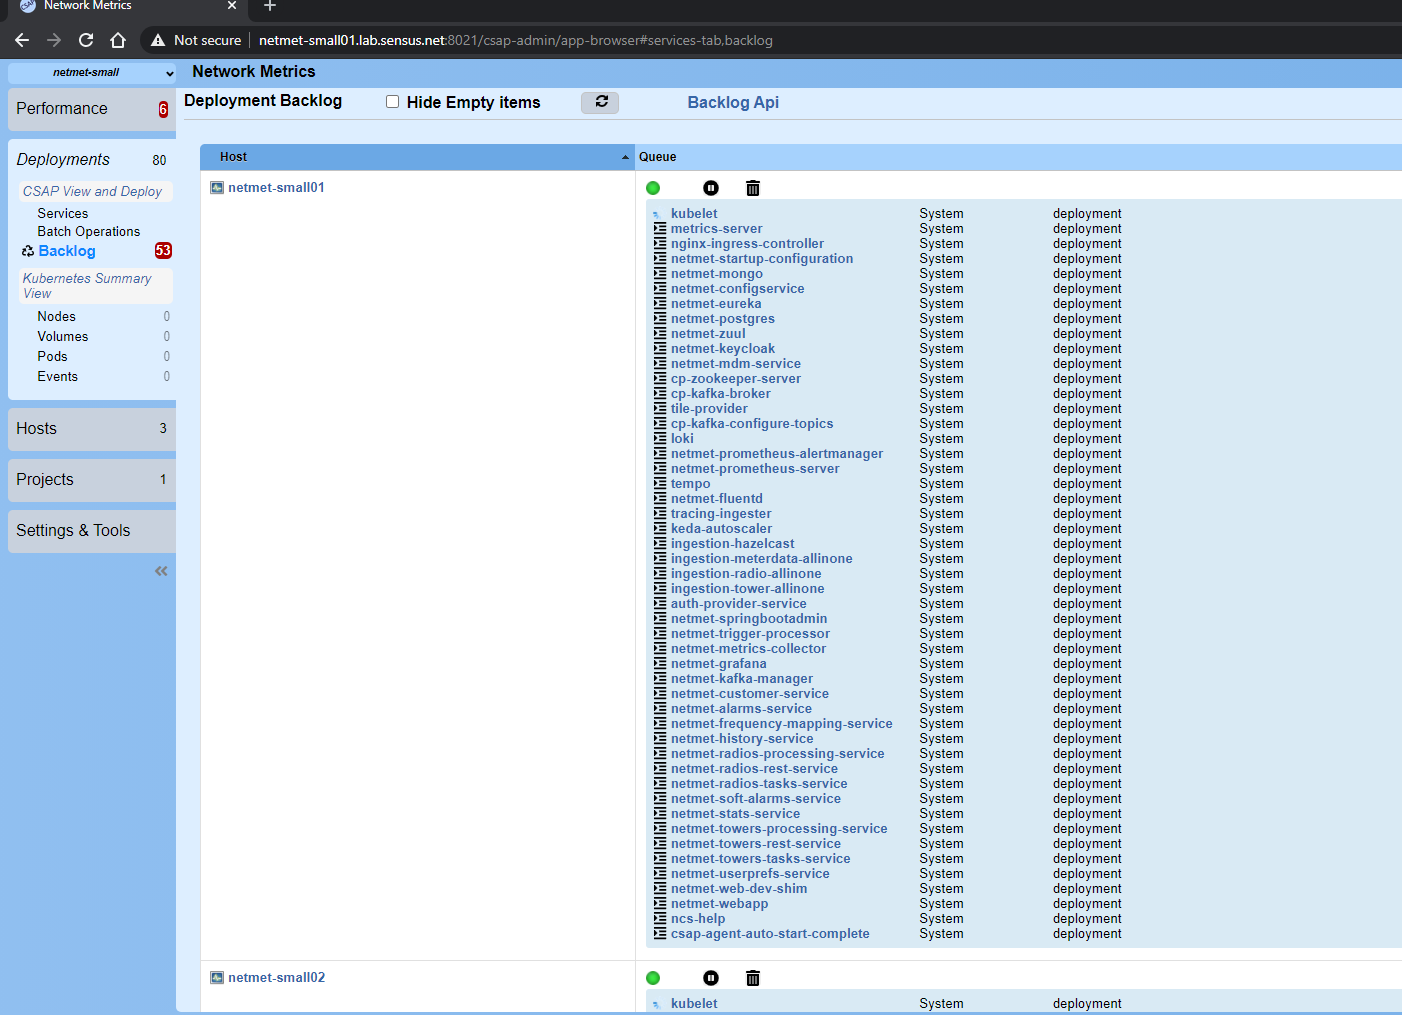 Network Metrics
Not secure netmet-small01.lab.sensus.net:8021/csap-admin/app-browser#services-tab,backlog
netmet-small
Network Metrics
Performance 6
Deployment Backlog Hide Empty items Backlog Api
Deployments 80
CSAP View and Deploy
Services
Batch Operations
Backlog 53
Kubernetes Summary
View
Nodes 0
Volumes 0
Pods 0
Events 0
Hosts 3
Projects 1
Settings & Tools
Host Queue
netmet-small01
kubelet System deployment
metrics-server System deployment
nginx-ingress-controller System deployment
netmet-startup-configuration System deployment
netmet-mongo System deployment
netmet-configservice System deployment
netmet-eureka System deployment
netmet-postgres System deployment
netmet-zuul System deployment
netmet-keycloak System deployment
netmet-mdm-service System deployment
cp-zookeeper-server System deployment
cp-kafka-broker System deployment
tile-provider System deployment
cp-kafka-configure-topics System deployment
loki System deployment
netmet-prometheus-alertmanager System deployment
netmet-prometheus-server System deployment
tempo System deployment
netmet-fluentd System deployment
tracing-ingester System deployment
keda-autoscaler System deployment
ingestion-hazelcast System deployment
ingestion-meterdata-allinone System deployment
ingestion-radio-allinone System deployment
ingestion-tower-allinone System deployment
auth-provider-service System deployment
netmet-springbootadmin System deployment
netmet-trigger-processor System deployment
netmet-metrics-collector System deployment
netmet-grafana System deployment
netmet-kafka-manager System deployment
netmet-customer-service System deployment
netmet-alarms-service System deployment
netmet-frequency-mapping-service System deployment
netmet-history-service System deployment
netmet-radios-processing-service System deployment
netmet-radios-rest-service System deployment
netmet-radios-tasks-service System deployment
netmet-soft-alarms-service System deployment
netmet-stats-service System deployment
netmet-towers-processing-service System deployment
netmet-towers-rest-service System deployment
netmet-towers-tasks-service System deployment
netmet-userprefs-service System deployment
netmet-web-dev-shim System deployment
netmet-webapp System deployment
ncs-help System deployment
csap-agent-auto-start-complete System deployment
netmet-small02
kubelet System deployment